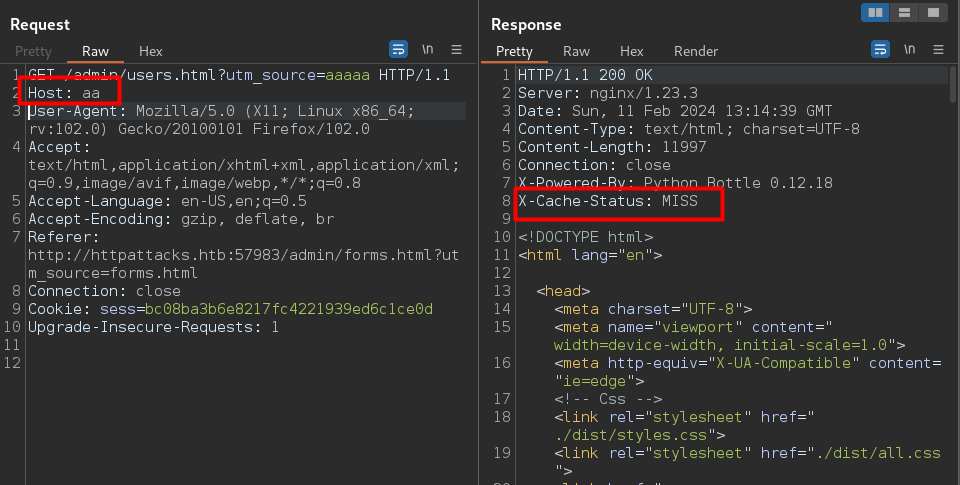 Request
Pretty Raw Hex \n
1 GET /admin/users.html?utm_source=aaaaa HTTP/1.1
2 Host: aa
3 User-Agent: Mozilla/5.0 (X11; Linux x86_64;
rv:102.0) Gecko/20100101 Firefox/102.0
4 Accept:
text/html,application/xhtml+xml,application/xml;
q=0.9,image/avif,image/webp,*/*;q=0.8
5 Accept-Language: en-US,en;q=0.5
6 Accept-Encoding: gzip, deflate, br
7 Referer:
http://httpattacks.htb:57983/admin/forms.html?ut
m_source=forms.html
8 Connection: close
9 Cookie: sess=bc08ba3b6e8217fc4221939ed6c1ce0d
10 Upgrade-Insecure-Requests: 1
11
12
Response
Pretty Raw Hex Render \n
1 HTTP/1.1 200 OK
2 Server: nginx/1.23.3
3 Date: Sun, 11 Feb 2024 13:14:39 GMT
4 Content-Type: text/html; charset=UTF-8
5 Content-Length: 11997
6 Connection: close
7 X-Powered-By: Python Bottle 0.12.18
8 X-Cache-Status: MISS
9
10 <!DOCTYPE html>
11 <html lang="en">
12
13 <head>
14 <meta charset="UTF-8">
15 <meta name="viewport" content="
width=device-width, initial-scale=1.0">
16 <meta http-equiv="X-UA-Compatible" content=
"ie=edge">
17 <!-- Css -->
18 <link rel="stylesheet" href="
./dist/styles.css">
19 <link rel="stylesheet" href="./dist/all.css
">